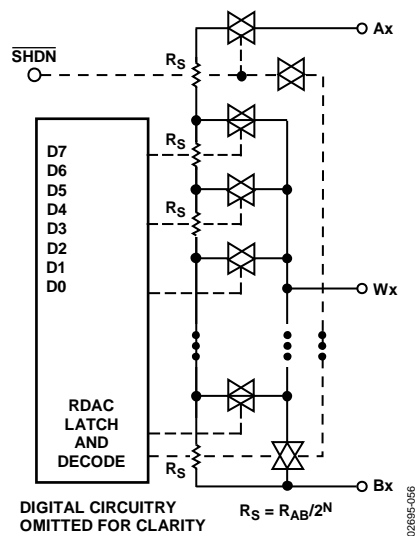 Ax
SHDN
RS
RS
D7
D6
D5
RS
D4
D3
D2
D1
D0
Wx
RDAC
LATCH
AND
DECODE
RS
Bx
DIGITAL CIRCUITRY
OMITTED FOR CLARITY
RS = RAB/2^N
02695-056